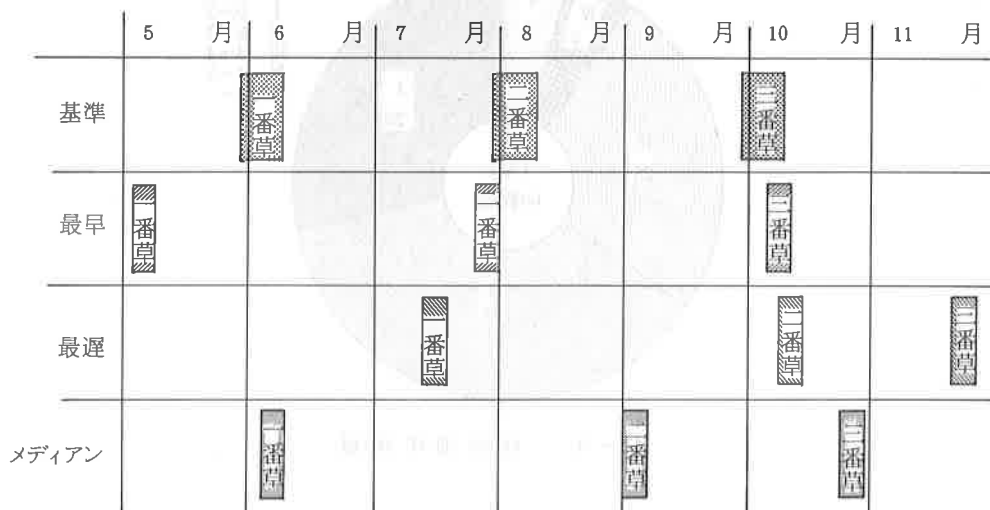 5 月 6 月 7 月 8 月 9 月 10 月 11 月
基準 一番草 二番草 三番草
最早 一番草 二番草 三番草
最遅 一番草 二番草 三番草
メディアン 一番草 二番草 三番草